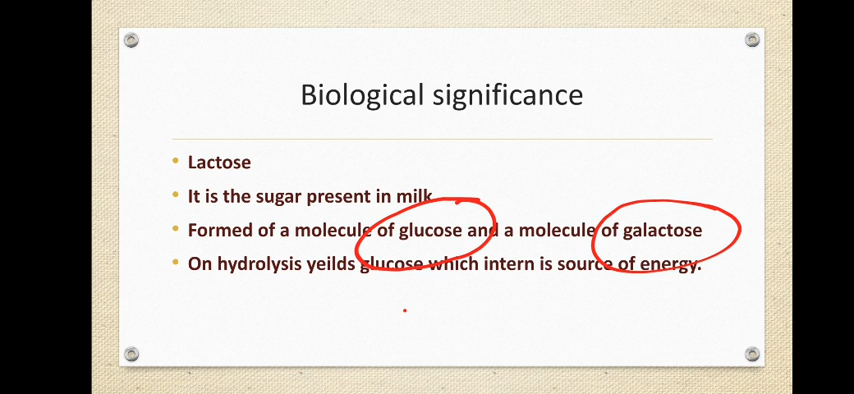 Biological significance
• Lactose
• It is the sugar present in milk
• Formed of a molecule of glucose and a molecule of galactose
• On hydrolysis yeilds glucose which intern is source of energy.